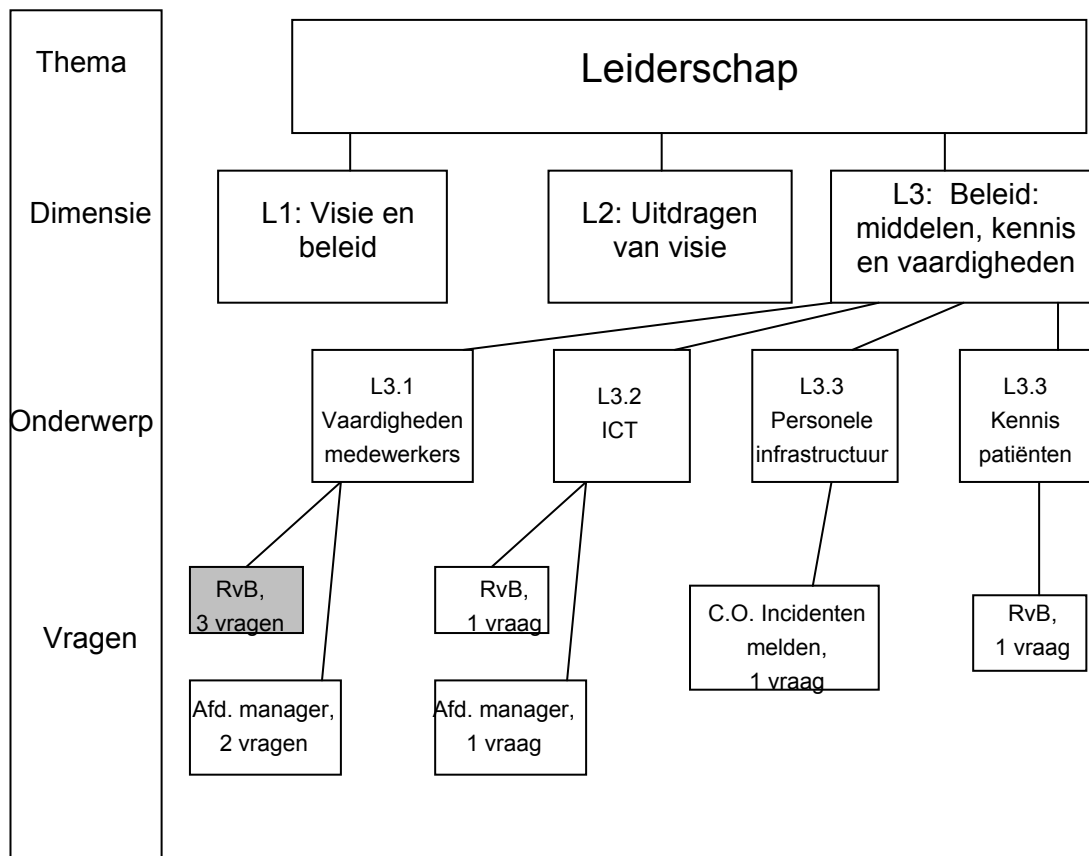 Thema
Leiderschap
Dimensie
L1: Visie en
beleid
L2: Uitdragen
van visie
L3:  Beleid:
middelen, kennis
en vaardigheden
Onderwerp
L3.1
Vaardigheden
medewerkers
L3.2
ICT
L3.3
Personele
infrastructuur
L3.3
Kennis
patiënten
Vragen
RvB,
3 vragen
RvB,
1 vraag
C.O. Incidenten
melden,
1 vraag
RvB,
1 vraag
Afd. manager,
2 vragen
Afd. manager,
1 vraag